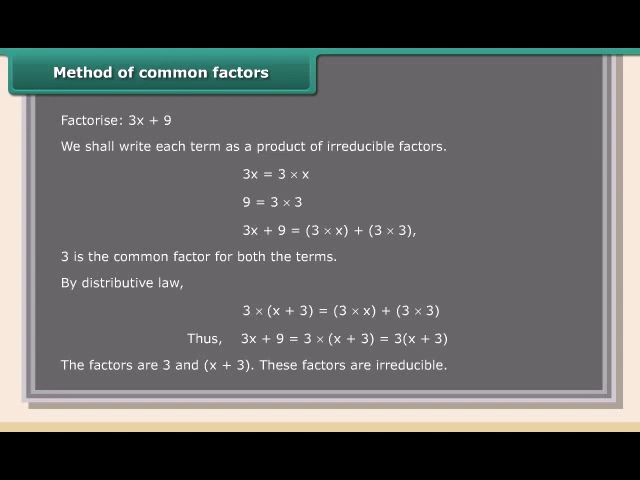 Method of common factors
Factorise: 3x + 9
We shall write each term as a product of irreducible factors.
3x = 3 × x
9 = 3 × 3
3x + 9 = (3 × x) + (3 × 3),
3 is the common factor for both the terms.
By distributive law,
3 × (x + 3) = (3 × x) + (3 × 3)
Thus, 3x + 9 = 3 × (x + 3) = 3(x + 3)
The factors are 3 and (x + 3). These factors are irreducible.